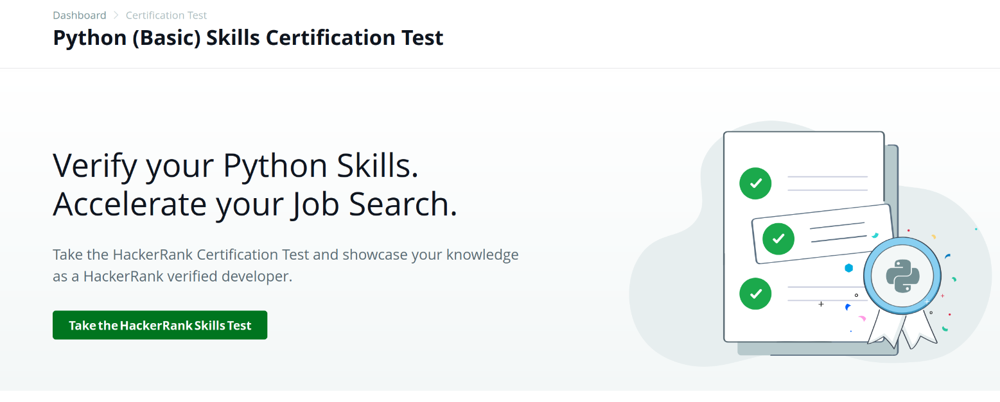 Dashboard > Certification Test
Python (Basic) Skills Certification Test
Verify your Python Skills.
Accelerate your Job Search.
Take the HackerRank Certification Test and showcase your knowledge
as a HackerRank verified developer.
Take the HackerRank Skills Test